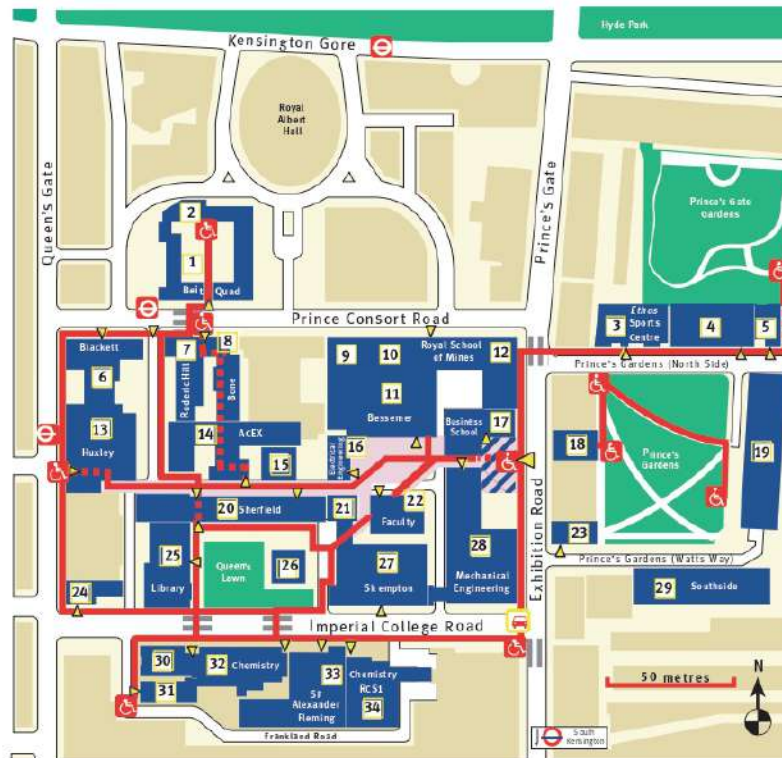 Hyde Park
Kensington Gore
Royal
Albert
Hall
Queen's Gate
Prince's Gate
Prince's Gate
Gardens
2
1
Beit Quad
Prince Consort Road
Ethos
Sports
Centre
3
4
5
Prince's Gardens (North Side)
Blackett
7
8
9
10
Royal School
of Mines
12
6
Roderic Hill
Bone
11
Bessemer
13
Huxley
14
ACEX
15
16
Electrical
Engineering
Business
School
17
18
Prince's
Gardens
19
20
Sherfield
21
22
Faculty
23
Exhibition Road
Prince's Gardens (Watts Way)
24
25
Library
Queen's
Lawn
26
27
Skempton
28
Mechanical
Engineering
29
Southside
Imperial College Road
30
31
32
Chemistry
33
Sir
Alexander
Fleming
Chemistry
RCS1
34
Frankland Road
50 metres
N
South
Kensington